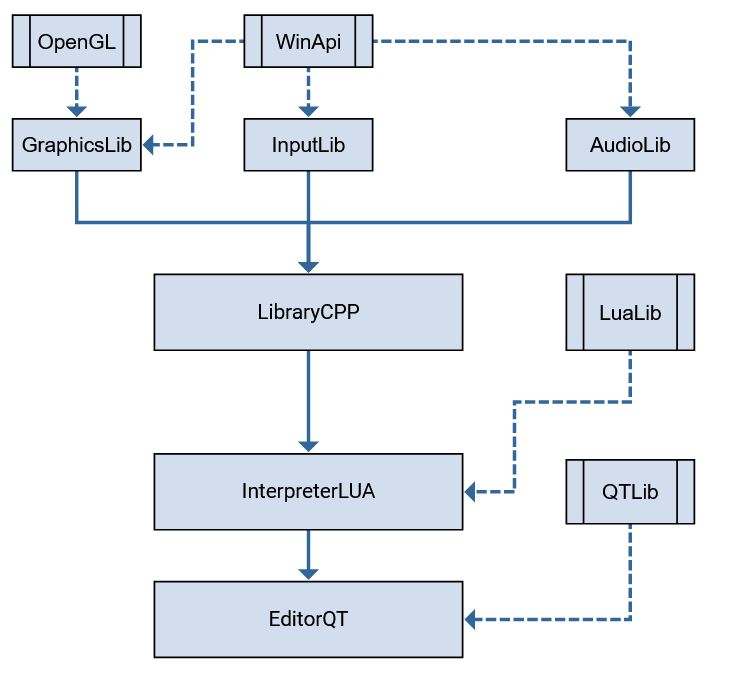 OpenGL
WinApi
GraphicsLib
InputLib
AudioLib
LibraryCPP
LuaLib
InterpreterLUA
QTLib
EditorQT